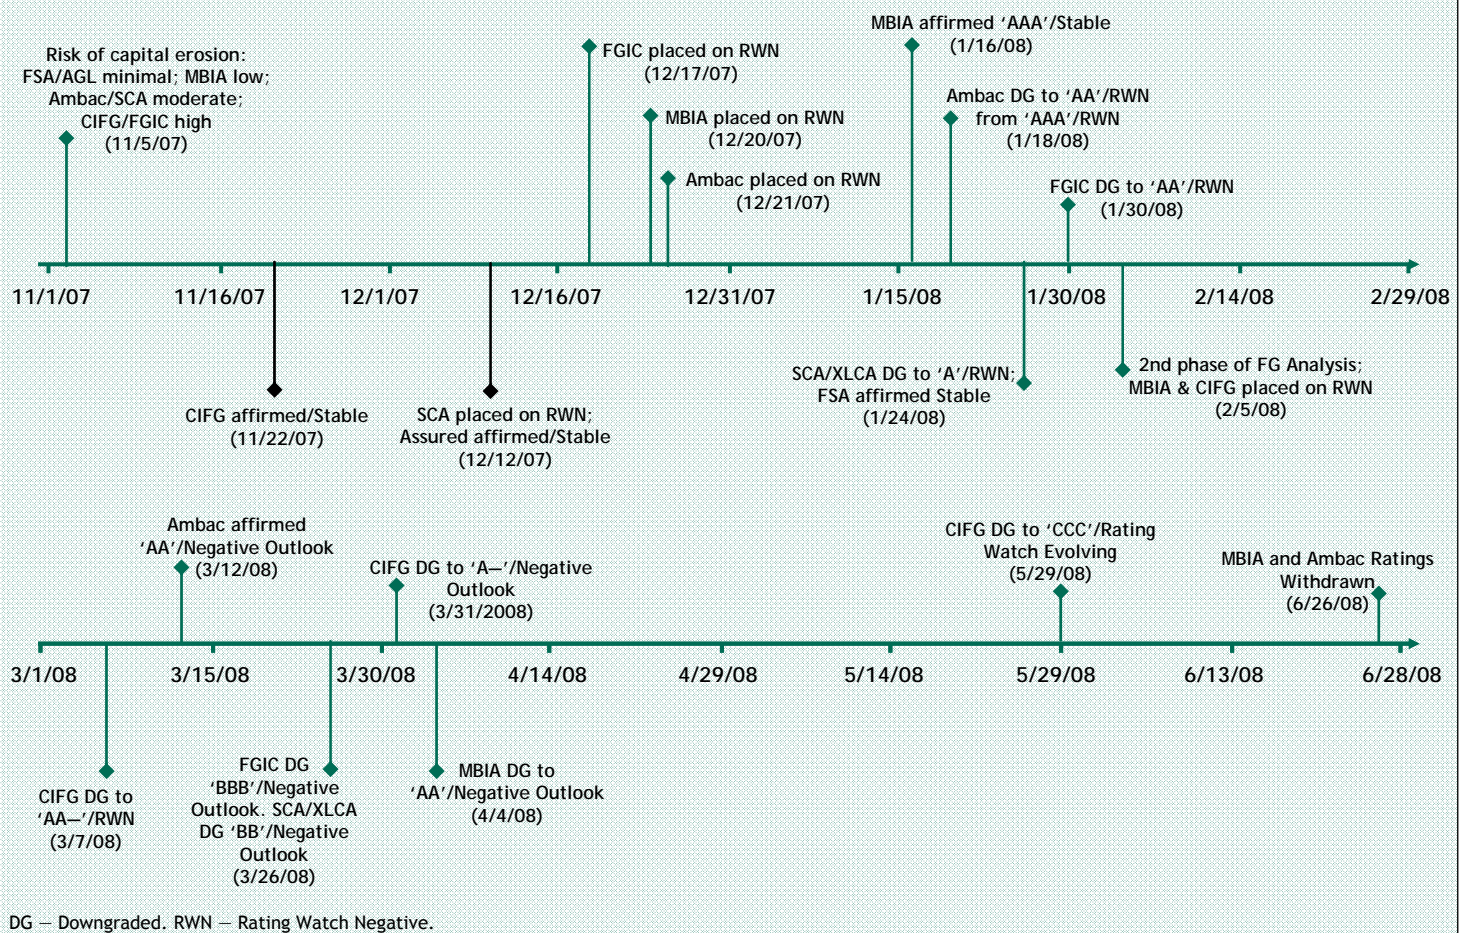 Risk of capital erosion:
FSA/AGL minimal; MBIA low;
Ambac/SCA moderate;
CIFG/FGIC high
(11/5/07)
FGIC placed on RWN
(12/17/07)
MBIA placed on RWN
(12/20/07)
Ambac placed on RWN
(12/21/07)
MBIA affirmed ‘AAA’/Stable
(1/16/08)
Ambac DG to ‘AA’/RWN
from ‘AAA’/RWN
(1/18/08)
FGIC DG to ‘AA’/RWN
(1/30/08)
11/1/07
11/16/07
12/1/07
12/16/07
12/31/07
1/15/08
1/30/08
2/14/08
2/29/08
CIFG affirmed/Stable
(11/22/07)
SCA placed on RWN;
Assured affirmed/Stable
(12/12/07)
SCA/XLCA DG to ‘A’/RWN;
FSA affirmed Stable
(1/24/08)
2nd phase of FG Analysis;
MBIA & CIFG placed on RWN
(2/5/08)
Ambac affirmed
‘AA’/Negative Outlook
(3/12/08)
CIFG DG to ‘A—’/Negative
Outlook
(3/31/2008)
CIFG DG to ‘CCC’/Rating
Watch Evolving
(5/29/08)
MBIA and Ambac Ratings
Withdrawn
(6/26/08)
3/1/08
3/15/08
3/30/08
4/14/08
4/29/08
5/14/08
5/29/08
6/13/08
6/28/08
CIFG DG to
‘AA—’/RWN
(3/7/08)
FGIC DG
‘BBB’/Negative
Outlook. SCA/XLCA
DG ‘BB’/Negative
Outlook
(3/26/08)
MBIA DG to
‘AA’/Negative Outlook
(4/4/08)
DG — Downgraded. RWN — Rating Watch Negative.